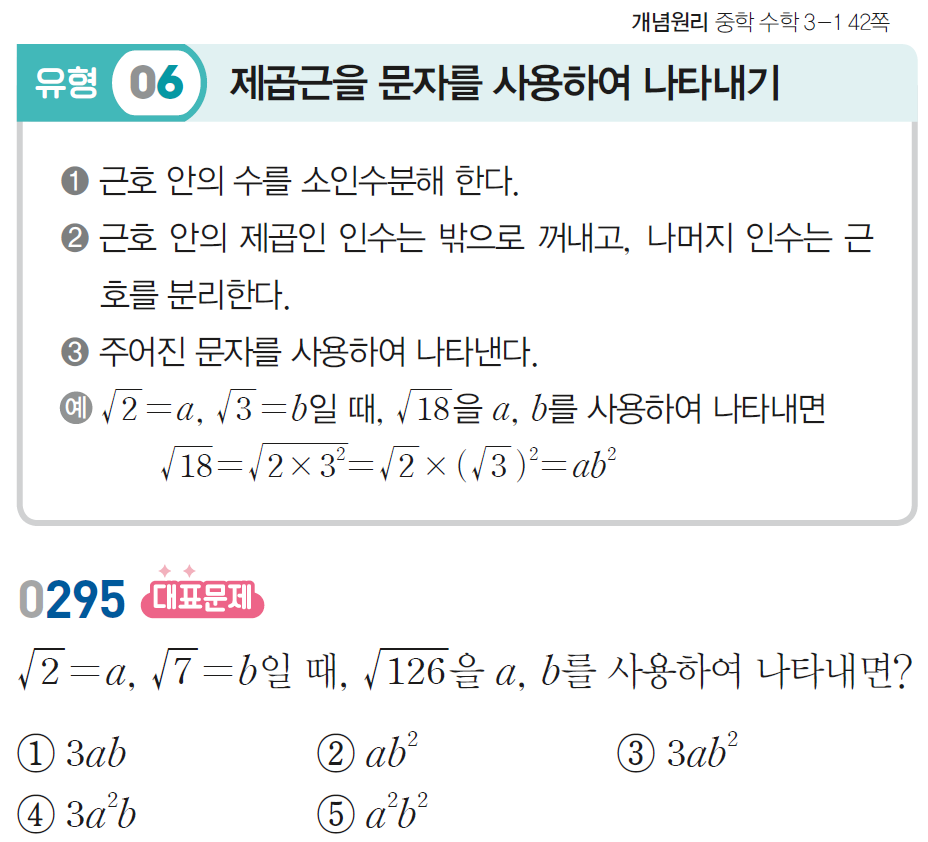 개념원리 중학 수학 3-1 42쪽
유형 06 제곱근을 문자를 사용하여 나타내기
❶ 근호 안의 수를 소인수분해 한다.
❷ 근호 안의 제곱인 인수는 밖으로 꺼내고, 나머지 인수는 근
호를 분리한다.
❸ 주어진 문자를 사용하여 나타낸다.
예 √2=a, √3=b일 때, √18을 a, b를 사용하여 나타내면
√18=√(2×3²)=√2×(√3)²=ab²
0295 대표문제
√2=a, √7=b일 때, √126을 a, b를 사용하여 나타내면?
① 3ab ② ab² ③ 3ab²
④ 3a²b ⑤ a²b²